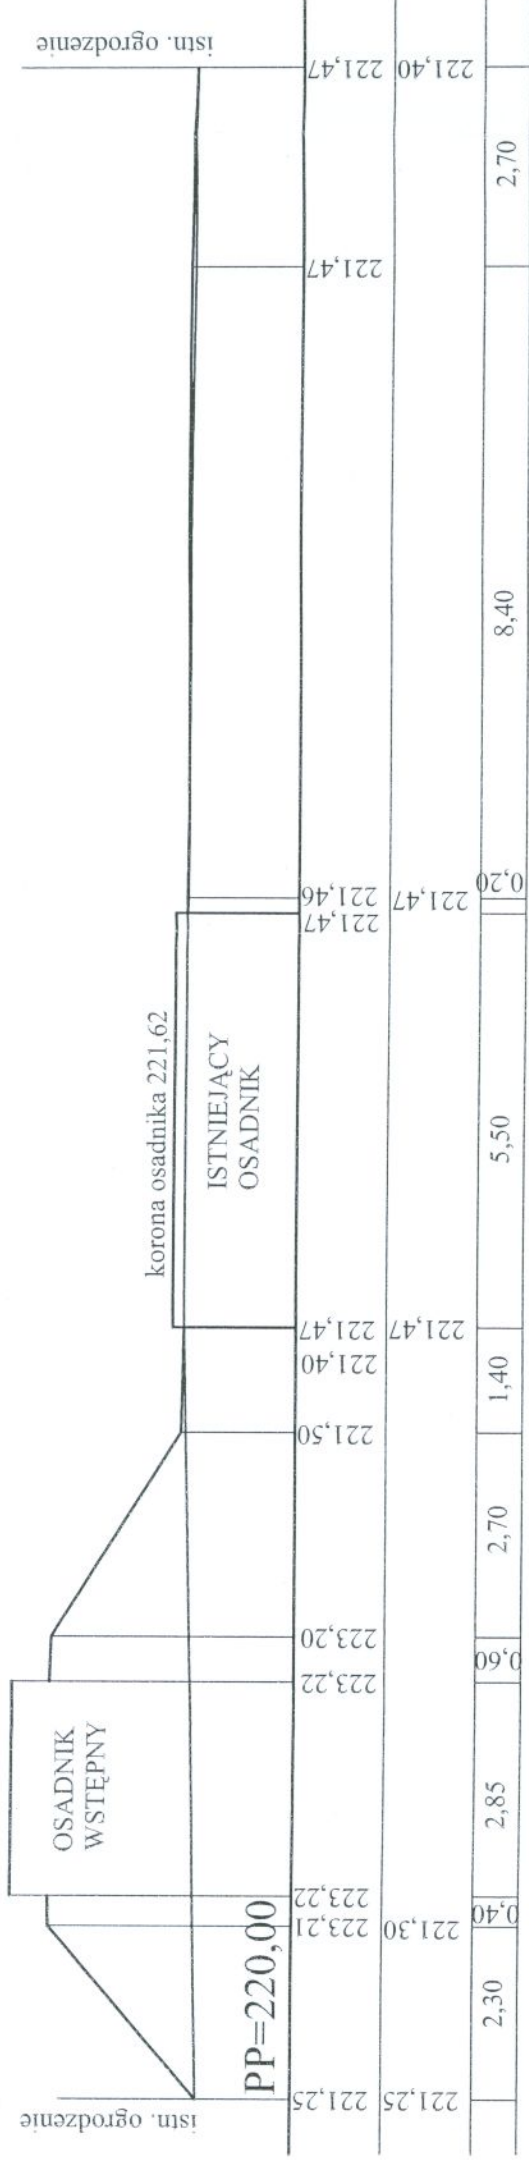 istn. ogrodzenie
istn. ogrodzenie
OSADNIK
WSTĘPNY
korona osadnika 221,62
ISTNIEJĄCY
OSADNIK
PP=220,00
221,25 223,21 223,22 223,22 223,20 221,50 221,40 221,47 221,47 221,46 221,47 221,47
221,25 221,30 221,47 221,47 221,40
2,30 0,40 2,85 0,60 2,70 1,40 5,50 0,20 8,40 2,70